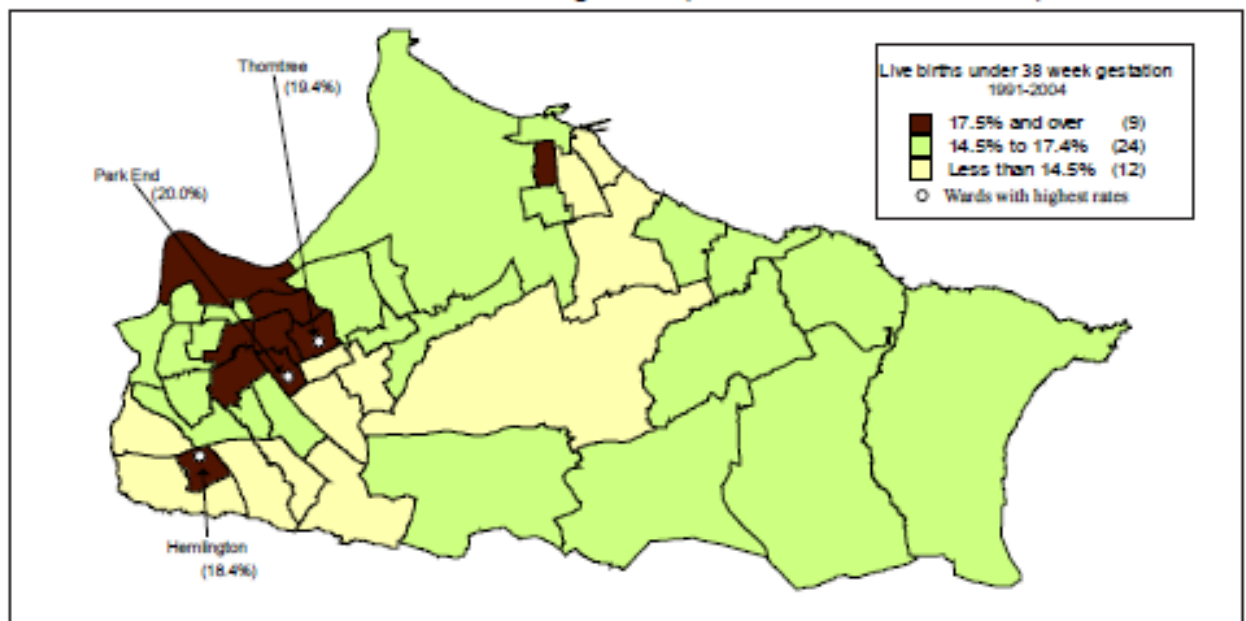 Thorntree
(19.4%)
Park End
(20.0%)
Hemlington
(18.4%)
Live births under 38 week gestation
1991-2004
17.5% and over (9)
14.5% to 17.4% (24)
Less than 14.5% (12)
Wards with highest rates